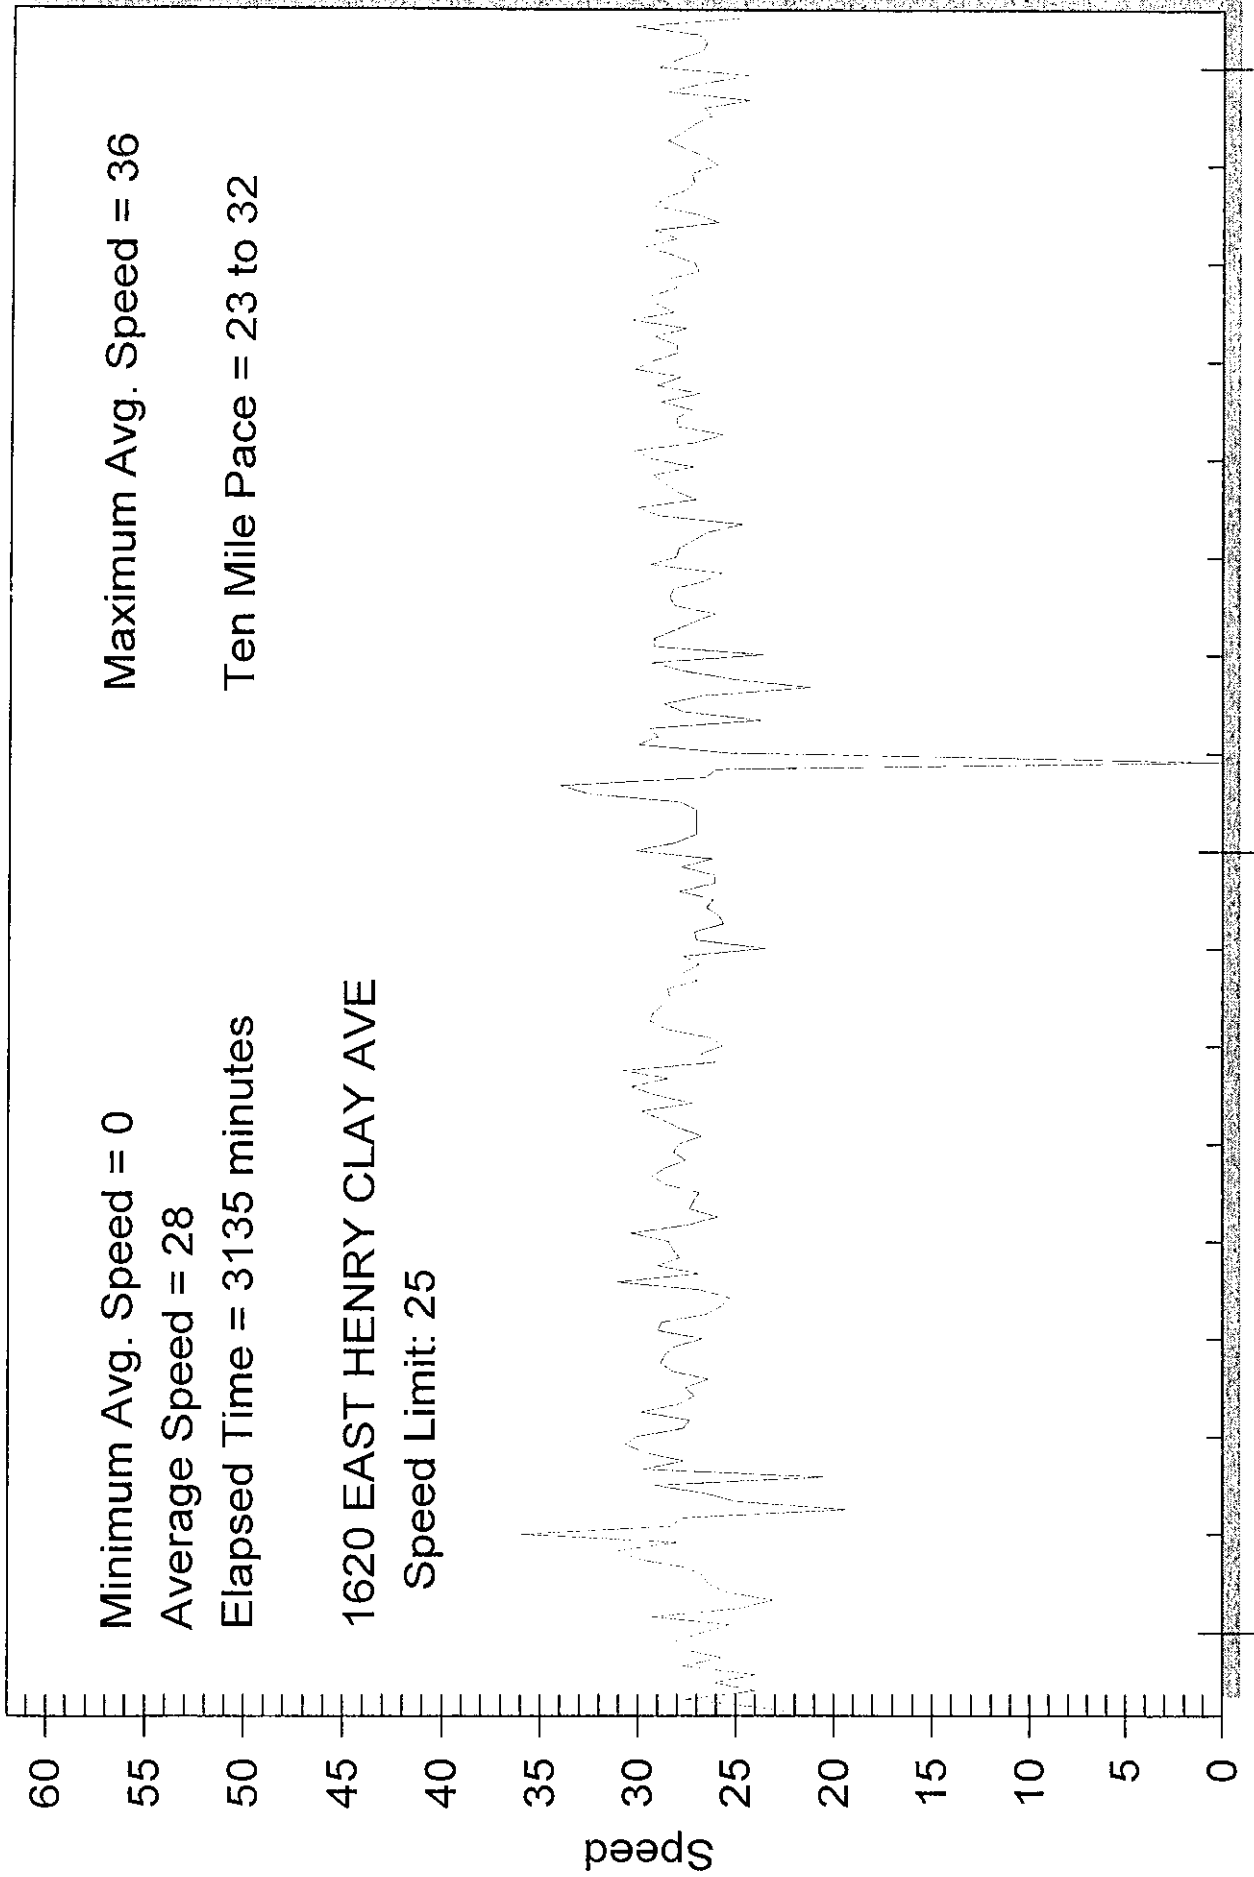 Minimum Avg. Speed = 0
Maximum Avg. Speed = 36
Average Speed = 28
Elapsed Time = 3135 minutes
Ten Mile Pace = 23 to 32
1620 EAST HENRY CLAY AVE
Speed Limit: 25
Speed
60
55
50
45
40
35
30
25
20
15
10
5
0